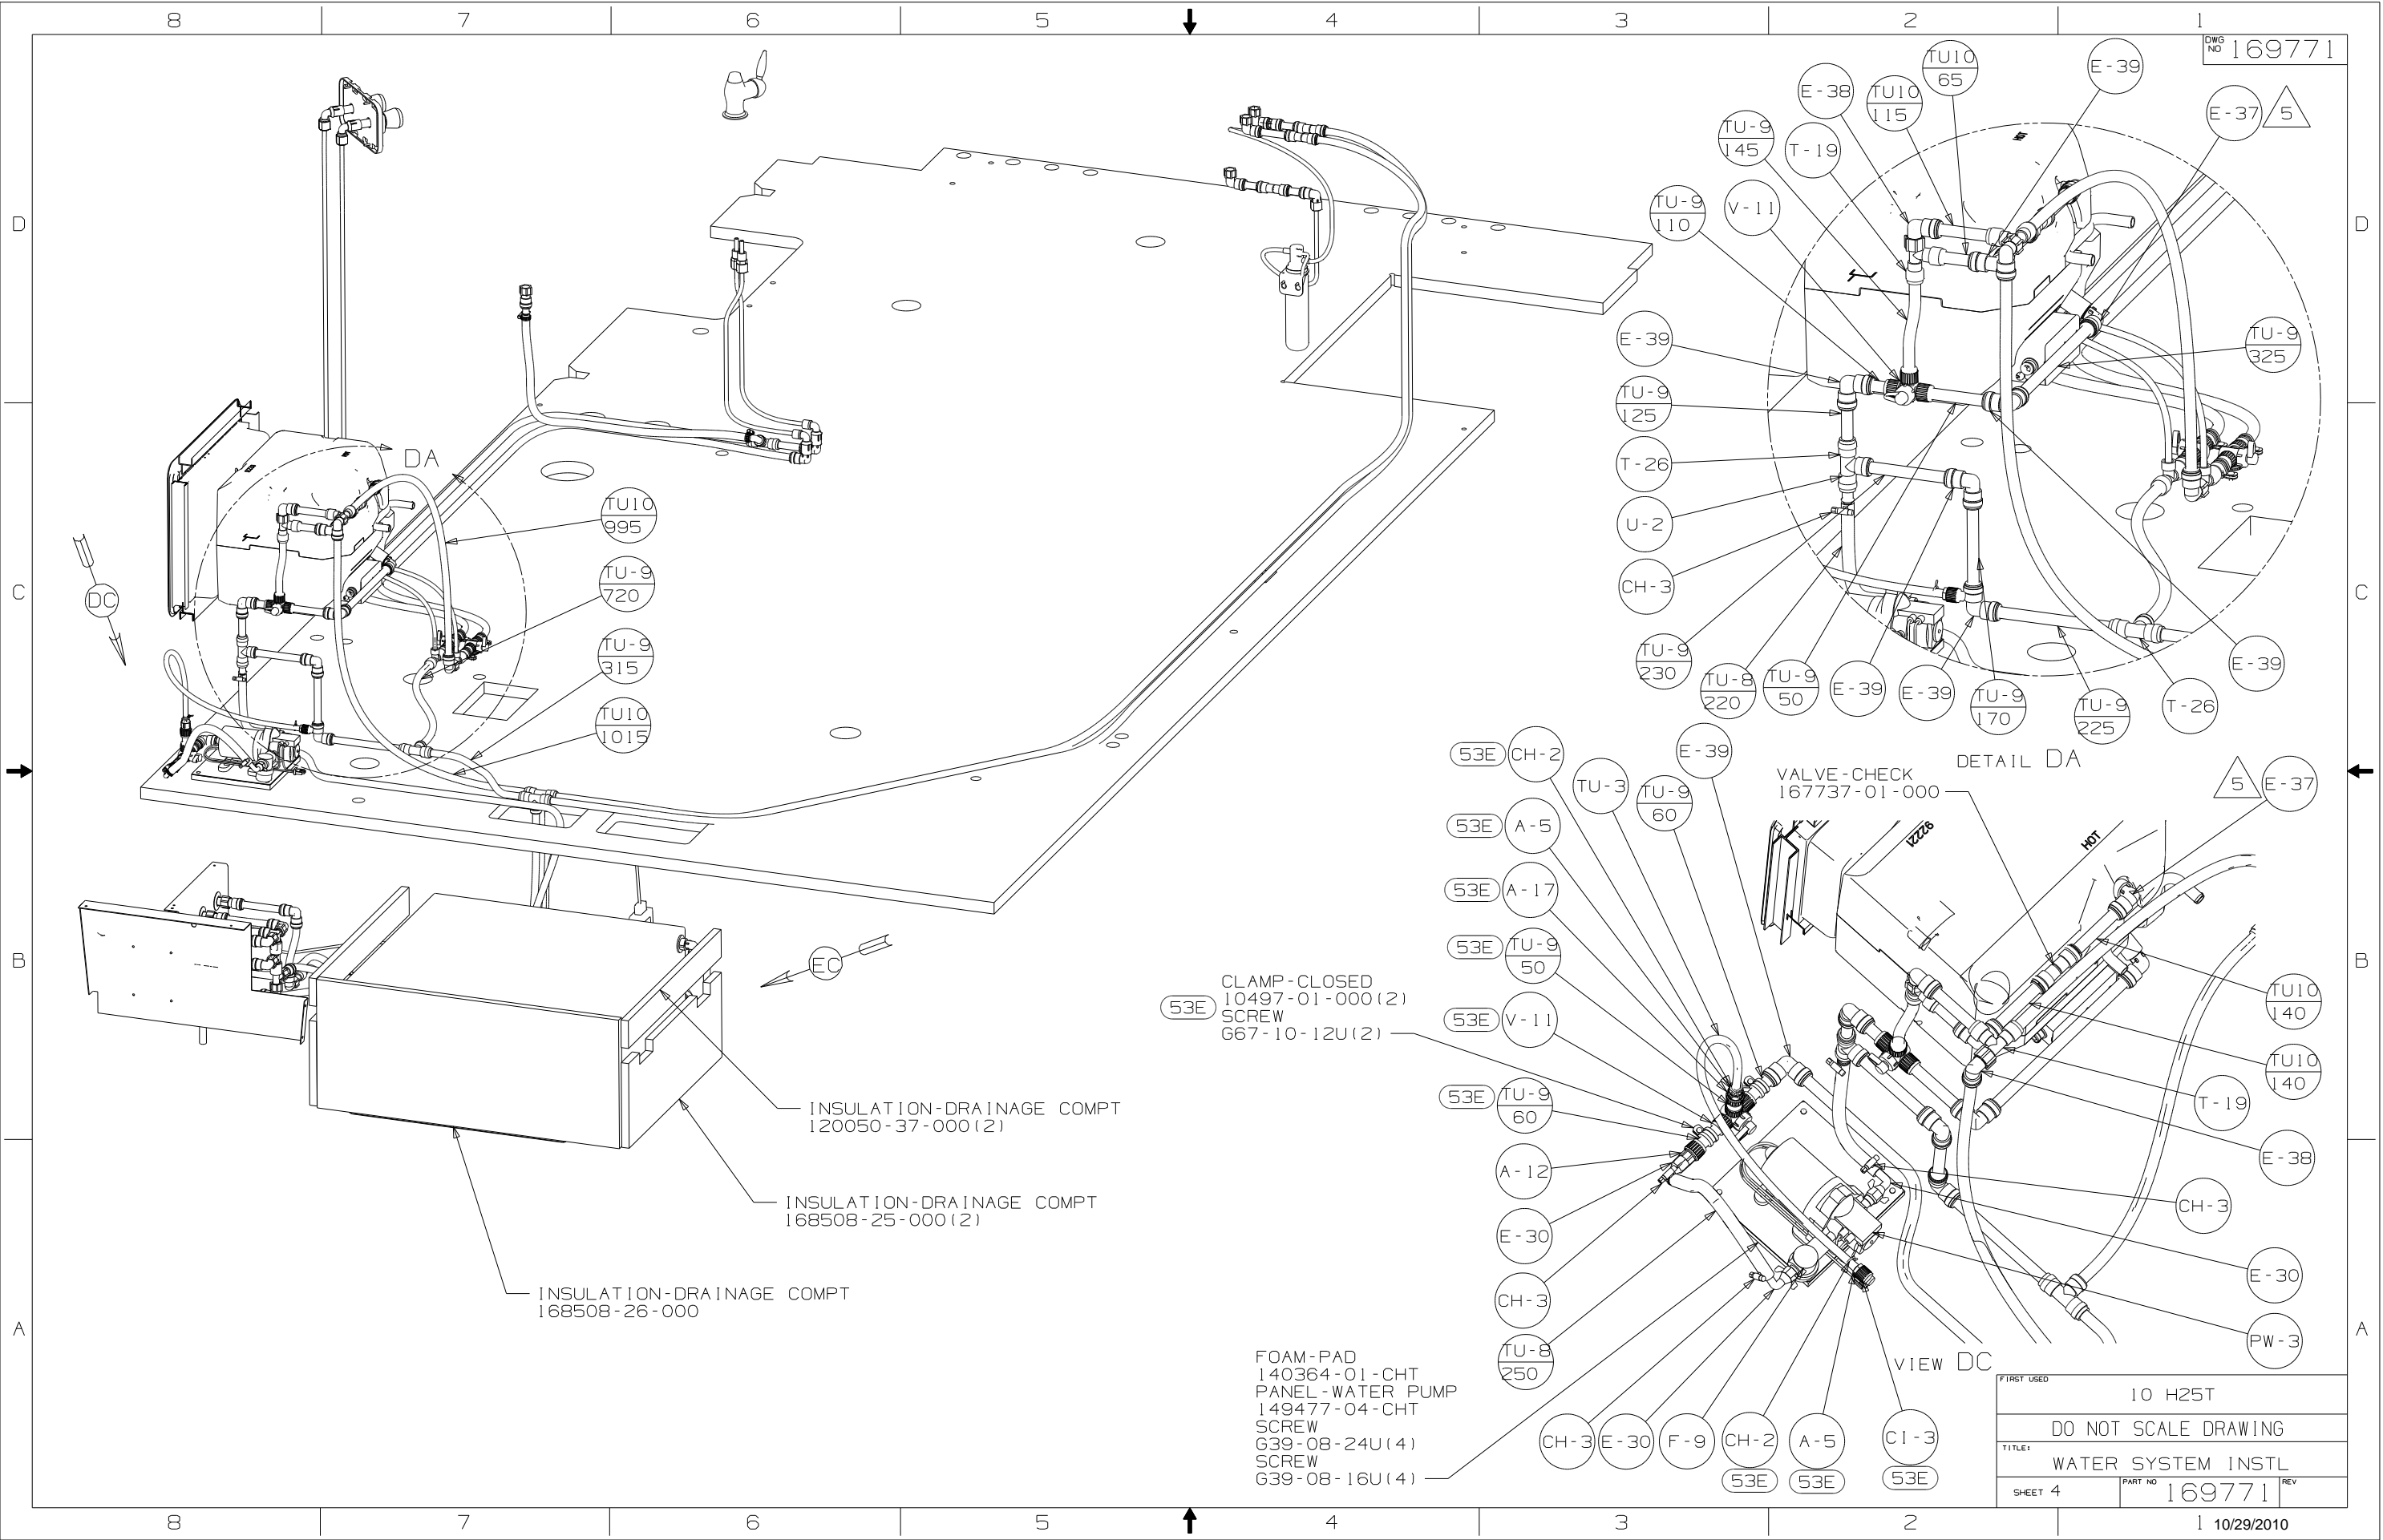 8 7 6 5 4 3 2 1
DWG NO 169771
D
D
C
C
B
B
A
A
DA
DC
TU10 995
TU-9 720
TU-9 315
TU10 1015
EC
INSULATION-DRAINAGE COMPT
120050-37-000(2)
INSULATION-DRAINAGE COMPT
168508-25-000(2)
INSULATION-DRAINAGE COMPT
168508-26-000
TU10 65
E-39
E-38
TU10 115
E-37 5
TU-9 145
T-19
TU-9 110
V-11
E-39
TU-9 325
TU-9 125
T-26
U-2
CH-3
TU-9 230
TU-8 220
TU-9 50
E-39
E-39
TU-9 170
TU-9 225
T-26
E-39
DETAIL DA
53E CH-2
E-39
TU-3
TU-9 60
53E A-5
53E A-17
53E TU-9 50
53E V-11
53E TU-9 60
A-12
E-30
CH-3
TU-8 250
CLAMP-CLOSED
10497-01-000(2)
53E
SCREW
G67-10-12U(2)
VALVE-CHECK
167737-01-000
5 E-37
92221
HOT
TU10 140
TU10 140
T-19
E-38
CH-3
E-30
PW-3
VIEW DC
FOAM-PAD
140364-01-CHT
PANEL-WATER PUMP
149477-04-CHT
SCREW
G39-08-24U(4)
SCREW
G39-08-16U(4)
CH-3 E-30 F-9 CH-2 A-5 CI-3
53E 53E 53E
FIRST USED
10 H25T
DO NOT SCALE DRAWING
TITLE:
WATER SYSTEM INSTL
SHEET 4 PART NO 169771 REV
8 7 6 5 4 3 2 1
10/29/2010